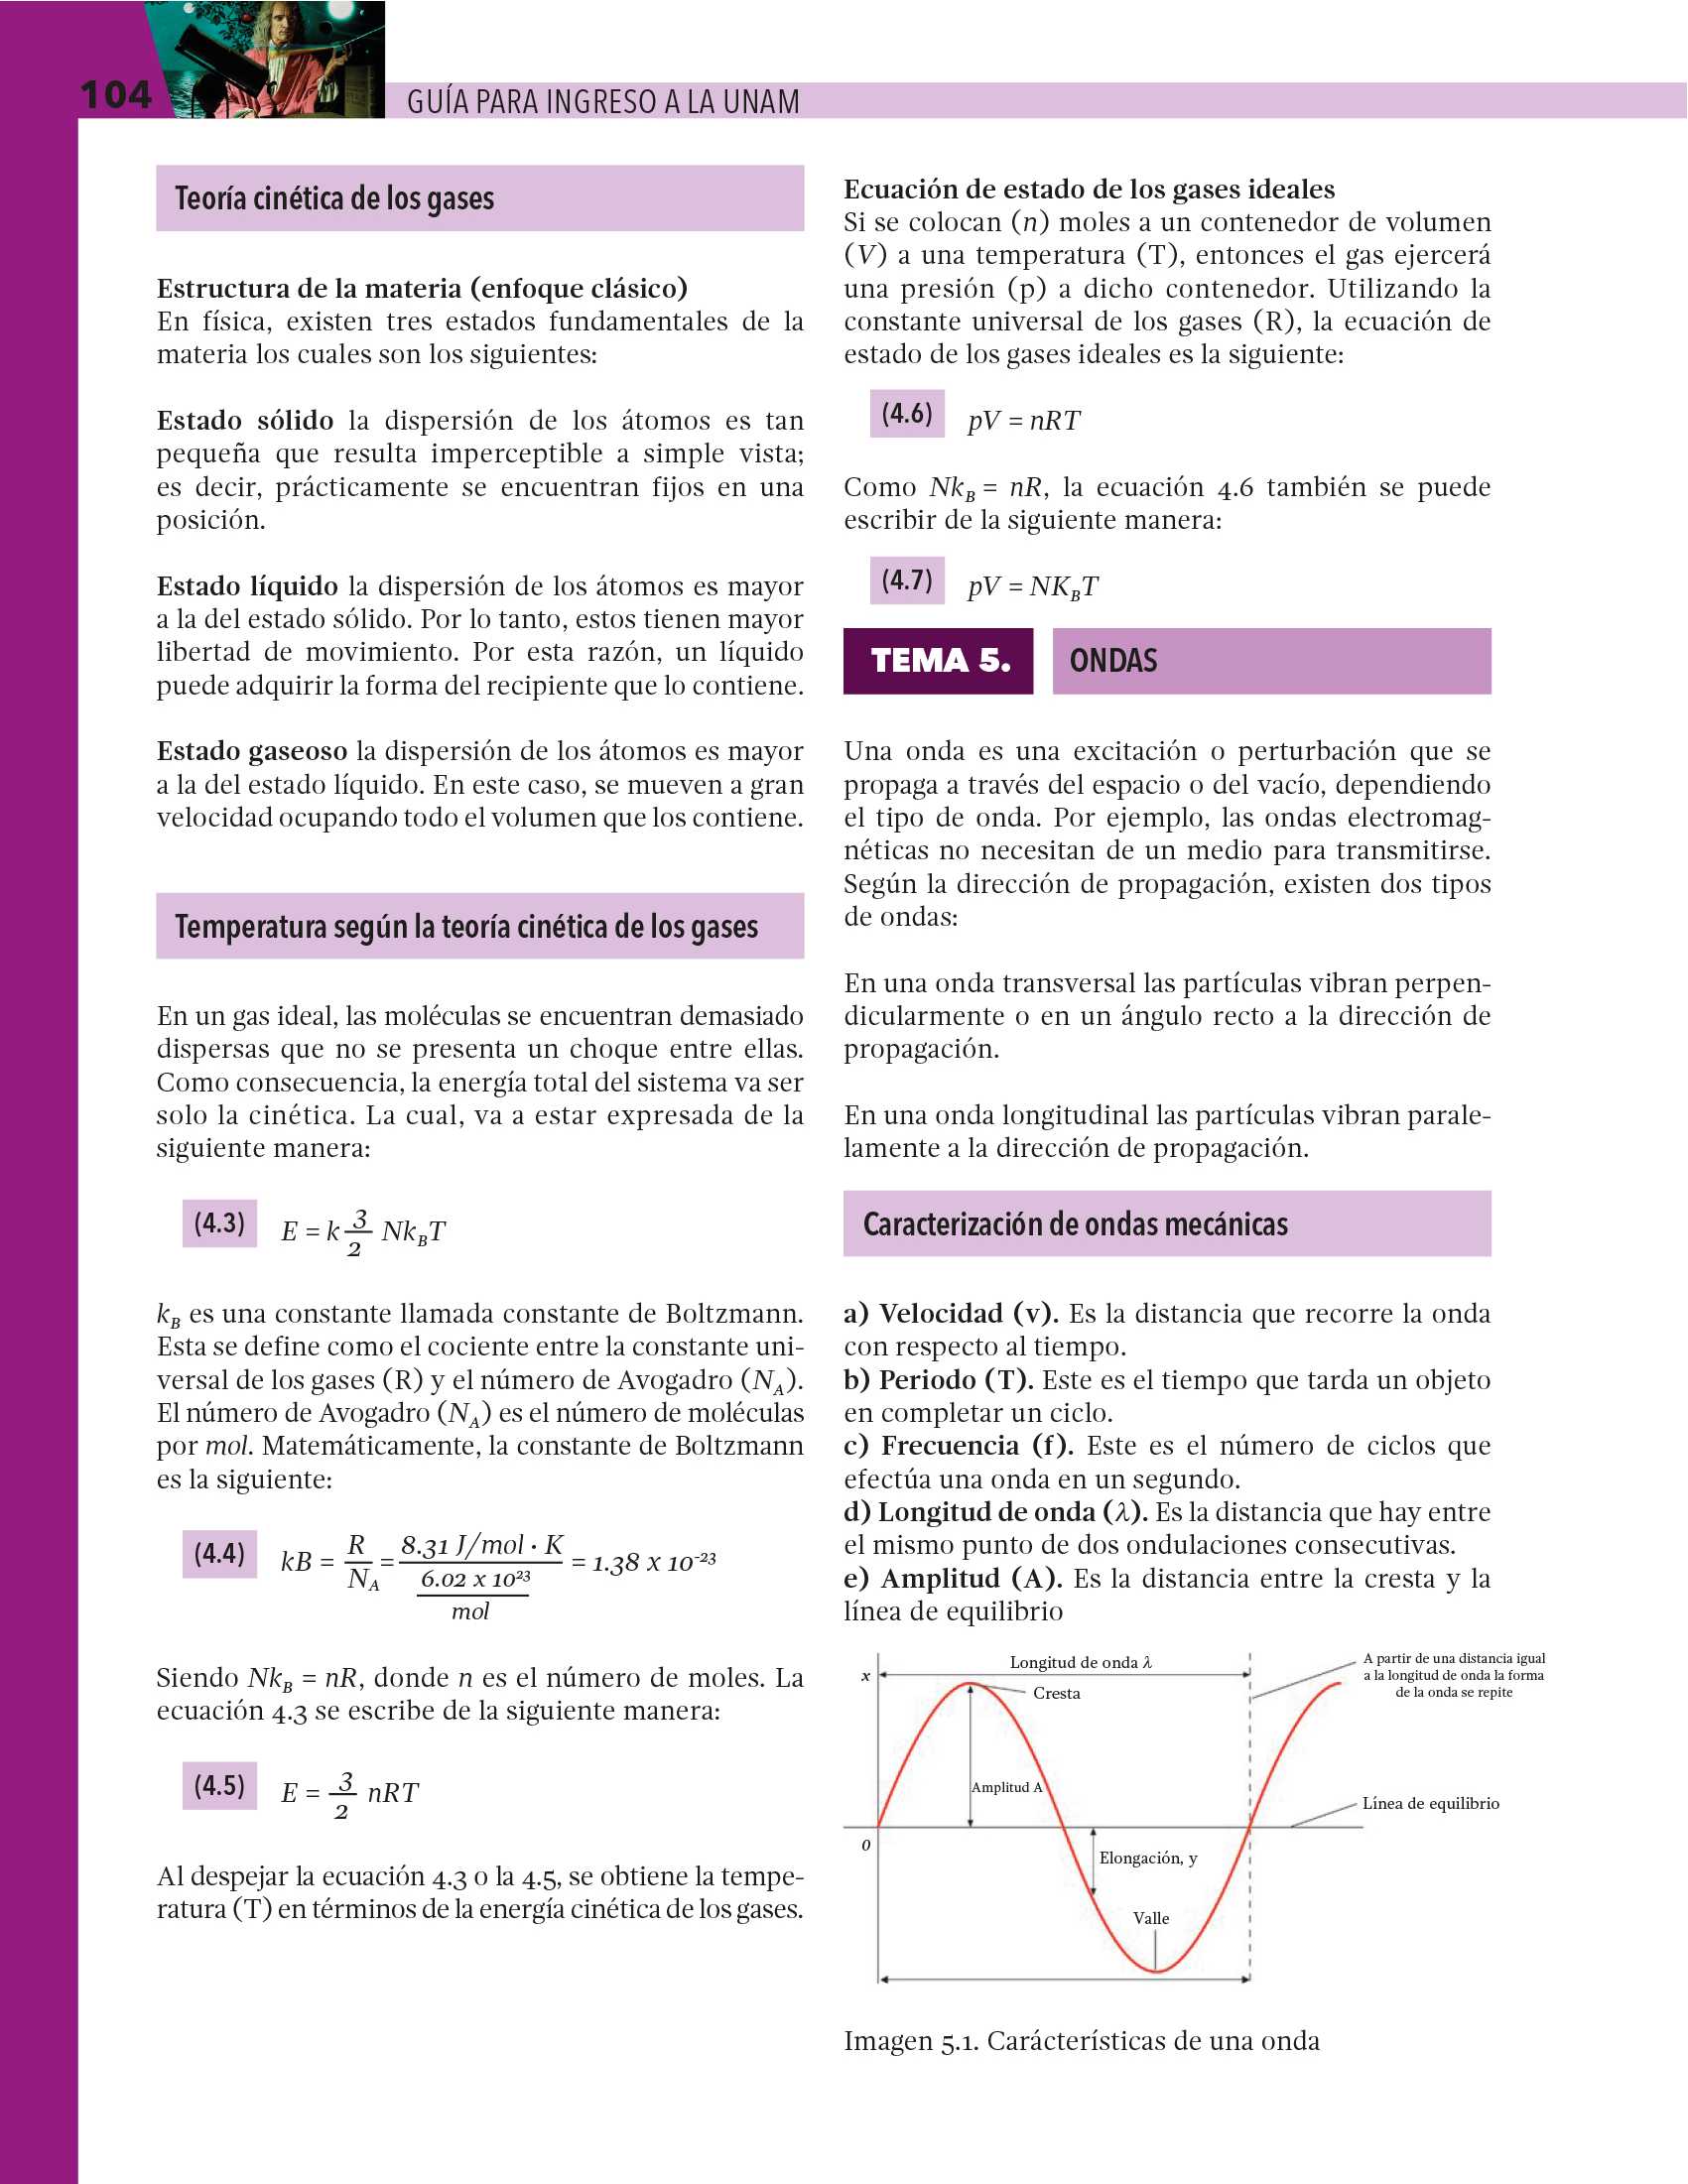 104
GUÍA PARA INGRESO A LA UNAM
Teoría cinética de los gases
Estructura de la materia (enfoque clásico)
En física, existen tres estados fundamentales de la
materia los cuales son los siguientes:
Estado sólido la dispersión de los átomos es tan
pequeña que resulta imperceptible a simple vista;
es decir, prácticamente se encuentran fijos en una
posición.
Estado líquido la dispersión de los átomos es mayor
a la del estado sólido. Por lo tanto, estos tienen mayor
libertad de movimiento. Por esta razón, un líquido
puede adquirir la forma del recipiente que lo contiene.
Estado gaseoso la dispersión de los átomos es mayor
a la del estado líquido. En este caso, se mueven a gran
velocidad ocupando todo el volumen que los contiene.
Temperatura según la teoría cinética de los gases
En un gas ideal, las moléculas se encuentran demasiado
dispersas que no se presenta un choque entre ellas.
Como consecuencia, la energía total del sistema va ser
solo la cinética. La cual, va a estar expresada de la
siguiente manera:
(4.3) E = k 3/2 Nk_B T
k_B es una constante llamada constante de Boltzmann.
Esta se define como el cociente entre la constante uni-
versal de los gases (R) y el número de Avogadro (N_A).
El número de Avogadro (N_A) es el número de moléculas
por mol. Matemáticamente, la constante de Boltzmann
es la siguiente:
(4.4) kB = R/N_A = 8.31 J/mol · K / 6.02 x 10²³/mol = 1.38 x 10⁻²³
Siendo Nk_B = nR, donde n es el número de moles. La
ecuación 4.3 se escribe de la siguiente manera:
(4.5) E = 3/2 nRT
Al despejar la ecuación 4.3 o la 4.5, se obtiene la tempe-
ratura (T) en términos de la energía cinética de los gases.
Ecuación de estado de los gases ideales
Si se colocan (n) moles a un contenedor de volumen
(V) a una temperatura (T), entonces el gas ejercerá
una presión (p) a dicho contenedor. Utilizando la
constante universal de los gases (R), la ecuación de
estado de los gases ideales es la siguiente:
(4.6) pV = nRT
Como Nk_B = nR, la ecuación 4.6 también se puede
escribir de la siguiente manera:
(4.7) pV = NK_B T
TEMA 5. ONDAS
Una onda es una excitación o perturbación que se
propaga a través del espacio o del vacío, dependiendo
el tipo de onda. Por ejemplo, las ondas electromag-
néticas no necesitan de un medio para transmitirse.
Según la dirección de propagación, existen dos tipos
de ondas:
En una onda transversal las partículas vibran perpen-
dicularmente o en un ángulo recto a la dirección de
propagación.
En una onda longitudinal las partículas vibran parale-
lamente a la dirección de propagación.
Caracterización de ondas mecánicas
a) Velocidad (v). Es la distancia que recorre la onda
con respecto al tiempo.
b) Periodo (T). Este es el tiempo que tarda un objeto
en completar un ciclo.
c) Frecuencia (f). Este es el número de ciclos que
efectúa una onda en un segundo.
d) Longitud de onda (λ). Es la distancia que hay entre
el mismo punto de dos ondulaciones consecutivas.
e) Amplitud (A). Es la distancia entre la cresta y la
línea de equilibrio
x
Longitud de onda λ
Cresta
A partir de una distancia igual
a la longitud de onda la forma
de la onda se repite
Amplitud A
Línea de equilibrio
0
Elongación, y
Valle
Imagen 5.1. Carácterísticas de una onda